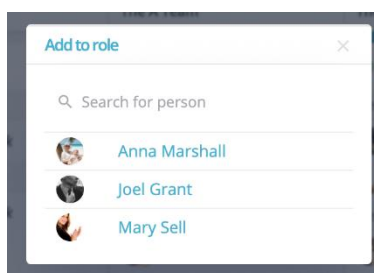 Add to role
Search for person
Anna Marshall
Joel Grant
Mary Sell